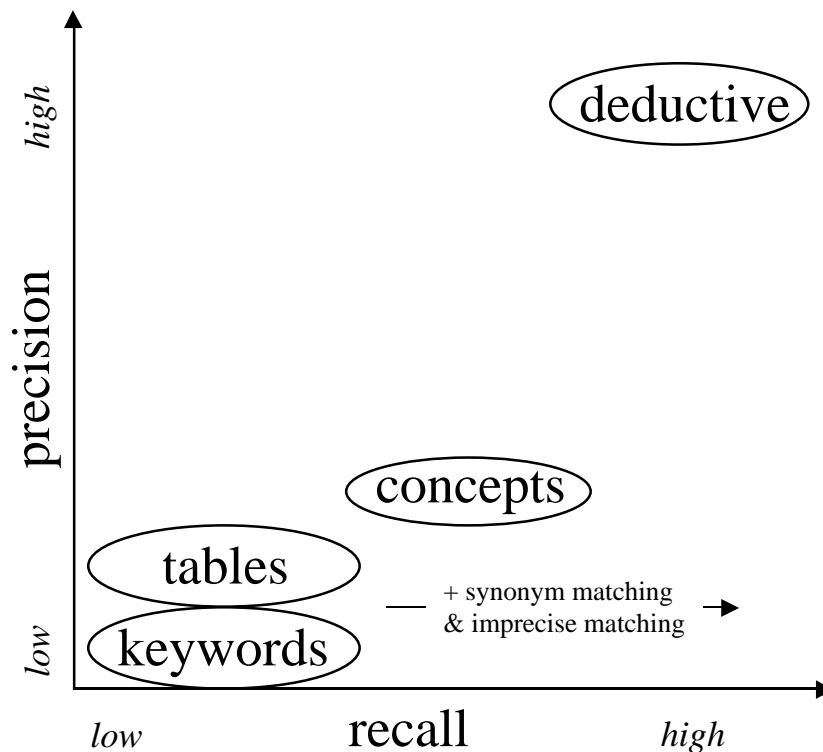 high
deductive
precision
concepts
tables
+ synonym matching
& imprecise matching
keywords
low
low
recall
high